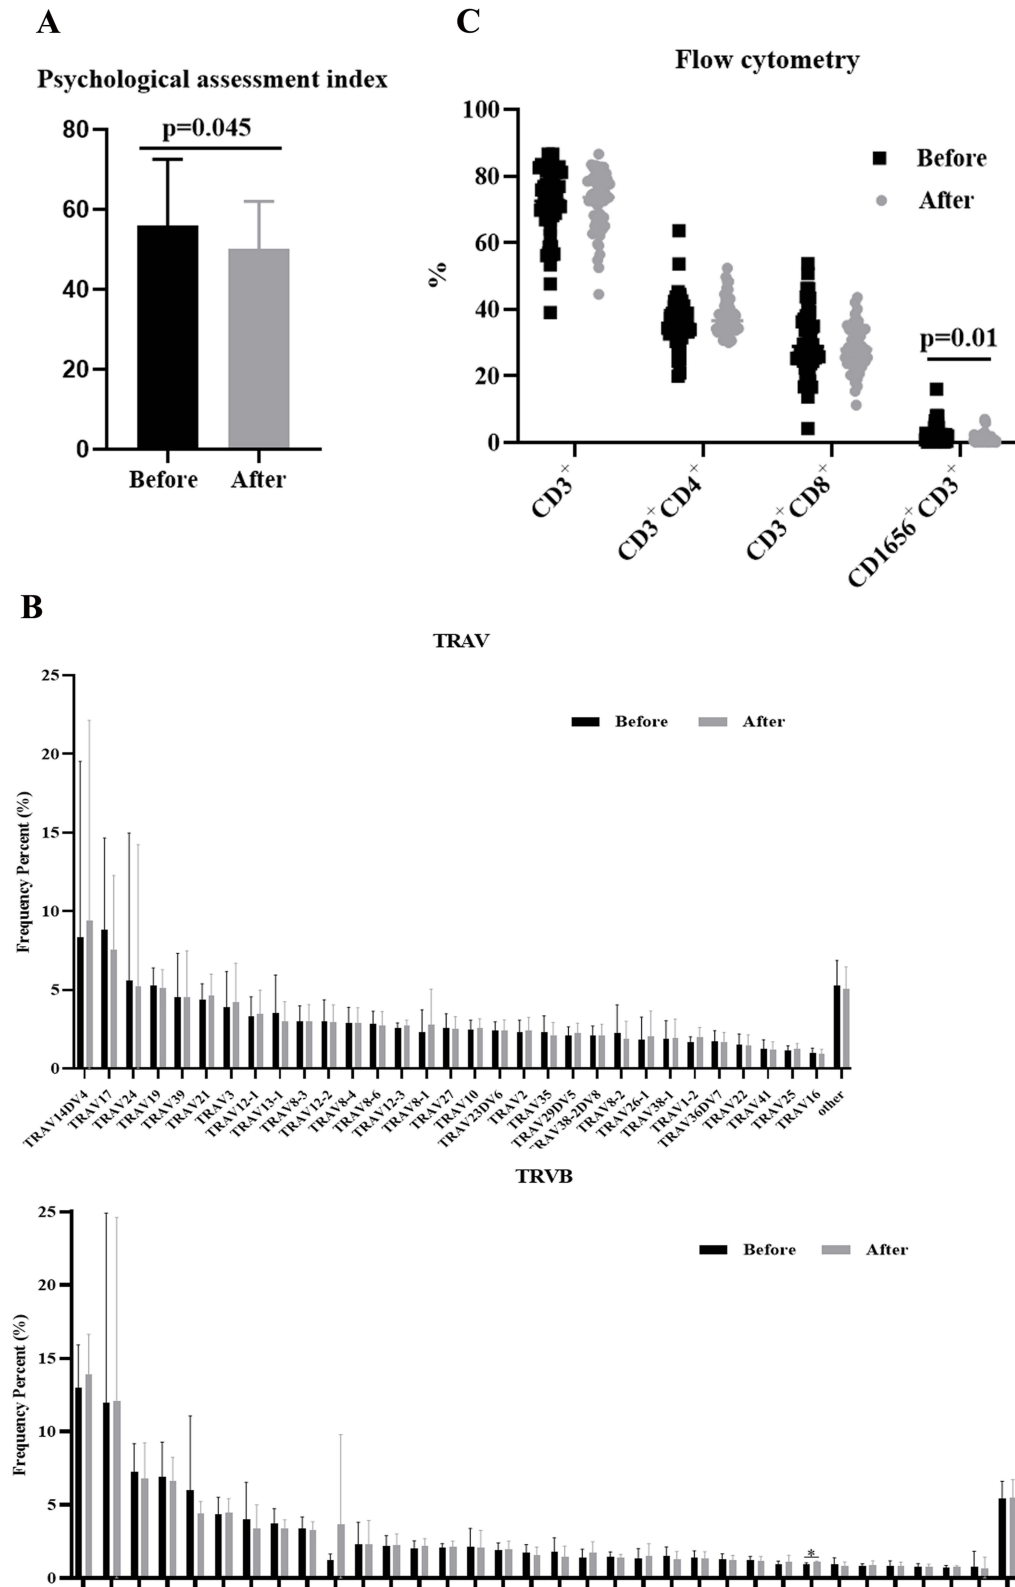 A
Psychological assessment index
p=0.045
80
60
40
20
0
Before After
C
Flow cytometry
100
80
60
40
20
0
%
Before
After
p=0.01
CD3+
CD3+CD4+
CD3+CD8+
CD1656+CD3+
B
TRAV
25
20
15
10
5
0
Frequency Percent (%)
Before After
TRAV14DV4
TRAV17
TRAV24
TRAV19
TRAV39
TRAV21
TRAV3
TRAV12-1
TRAV13-1
TRAV8-3
TRAV12-2
TRAV8-4
TRAV8-6
TRAV12-3
TRAV8-1
TRAV27
TRAV10
TRAV23DV6
TRAV2
TRAV35
TRAV29DV5
TRAV38-2DV8
TRAV8-2
TRAV26-1
TRAV38-1
TRAV1-2
TRAV36DV7
TRAV22
TRAV41
TRAV25
TRAV16
other
TRVB
25
20
15
10
5
0
Frequency Percent (%)
Before After
*